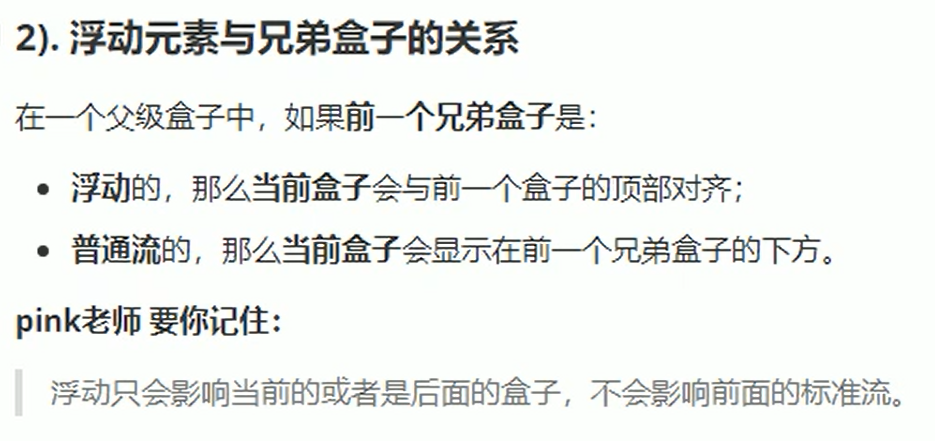 2). 浮动元素与兄弟盒子的关系
在一个父级盒子中，如果前一个兄弟盒子是：
浮动的，那么当前盒子会与前一个盒子的顶部对齐；
普通流的，那么当前盒子会显示在前一个兄弟盒子的下方。
pink老师 要你记住：
浮动只会影响当前的或者是后面的盒子，不会影响前面的标准流。